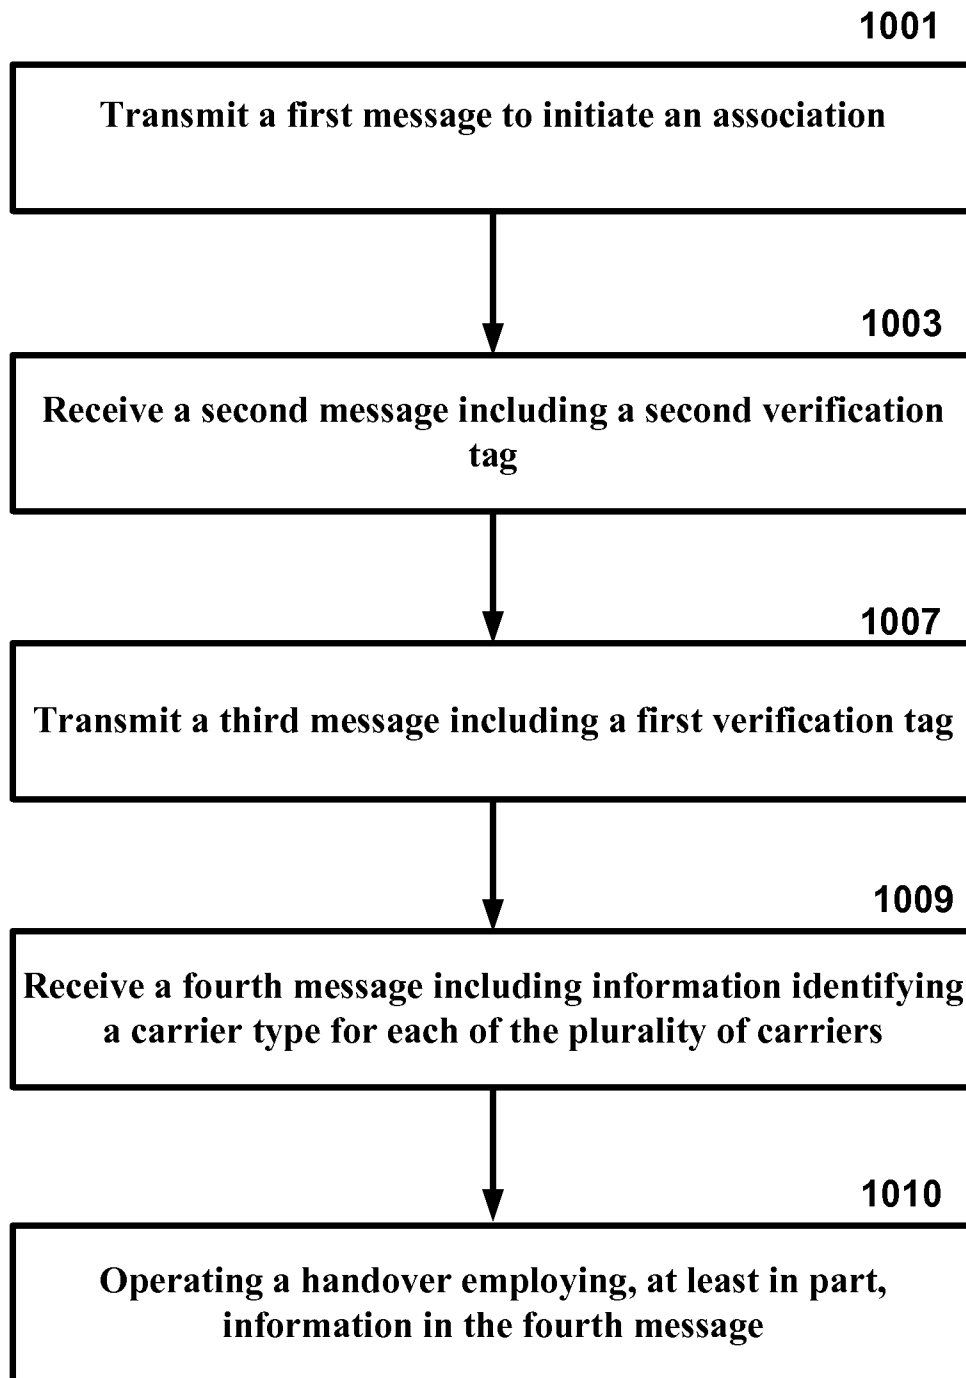 1001
Transmit a first message to initiate an association
1003
Receive a second message including a second verification
tag
1007
Transmit a third message including a first verification tag
1009
Receive a fourth message including information identifying
a carrier type for each of the plurality of carriers
1010
Operating a handover employing, at least in part,
information in the fourth message